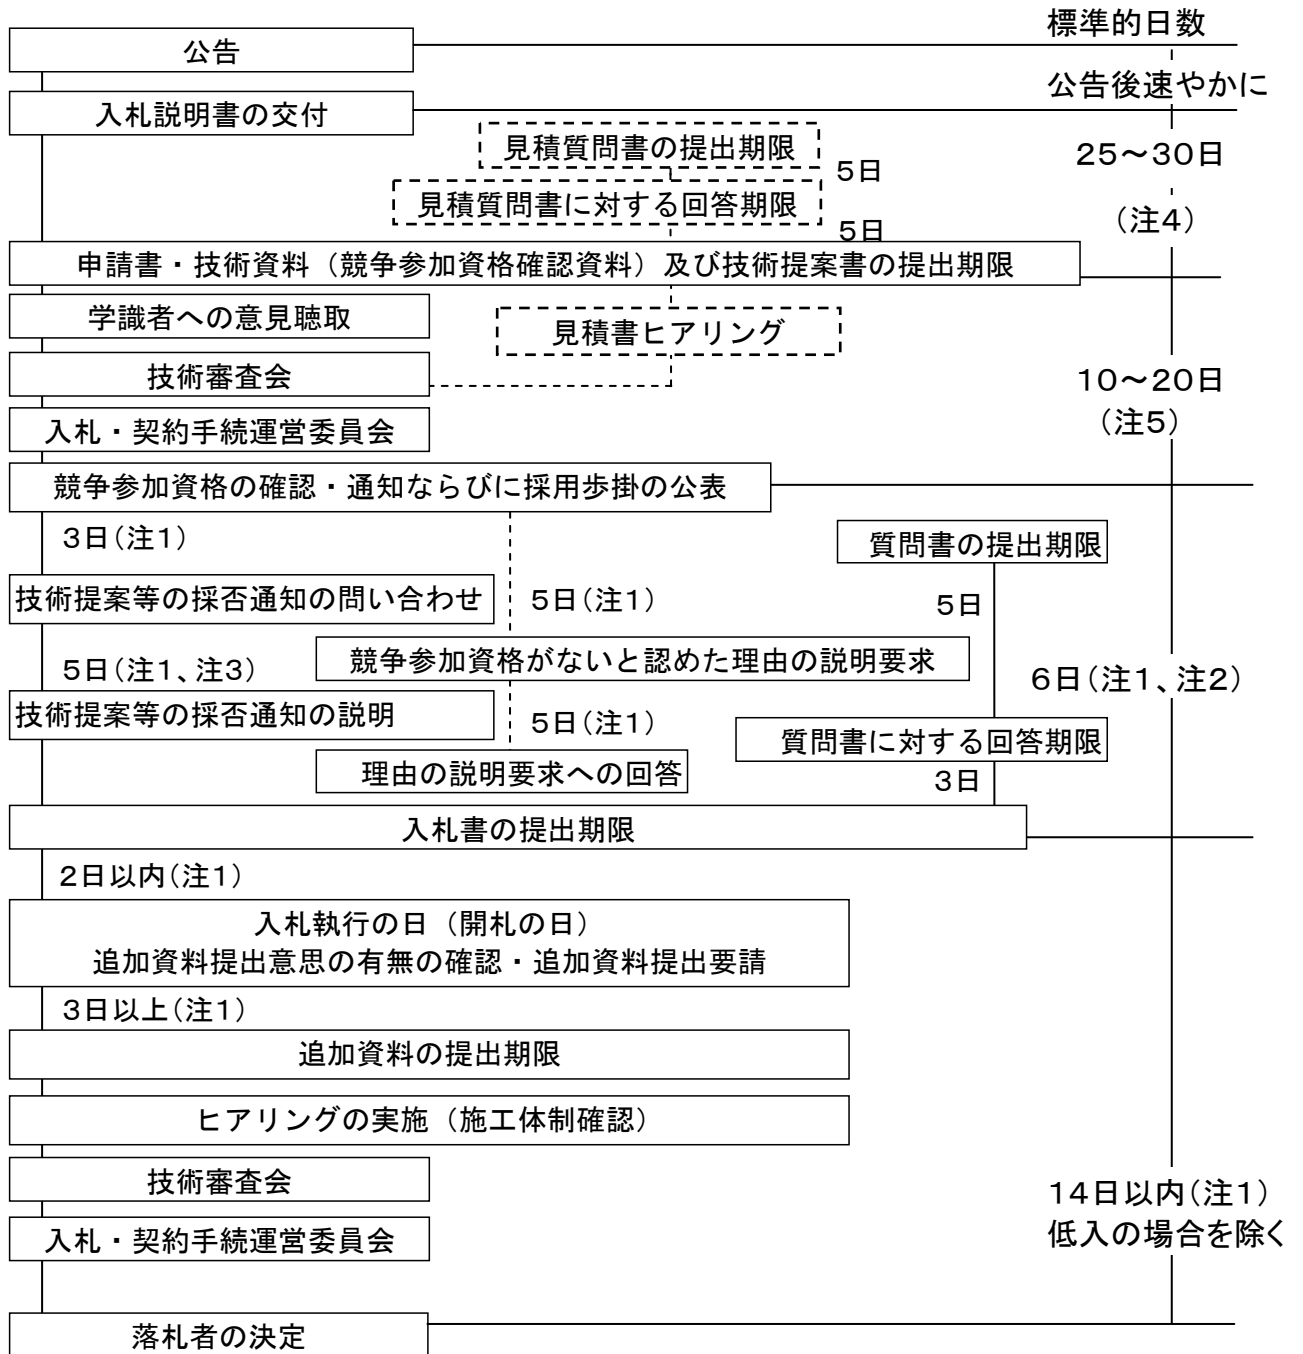 標準的日数
公告
公告後速やかに
入札説明書の交付
見積質問書の提出期限
5日
25～30日
見積質問書に対する回答期限
(注4)
5日
申請書・技術資料（競争参加資格確認資料）及び技術提案書の提出期限
学識者への意見聴取
見積書ヒアリング
技術審査会
10～20日
(注5)
入札・契約手続運営委員会
競争参加資格の確認・通知ならびに採用歩掛の公表
3日(注1)
質問書の提出期限
技術提案等の採否通知の問い合わせ
5日(注1)
5日
5日(注1、注3)
競争参加資格がないと認めた理由の説明要求
6日(注1、注2)
技術提案等の採否通知の説明
5日(注1)
質問書に対する回答期限
理由の説明要求への回答
3日
入札書の提出期限
2日以内(注1)
入札執行の日（開札の日）
追加資料提出意思の有無の確認・追加資料提出要請
3日以上(注1)
追加資料の提出期限
ヒアリングの実施（施工体制確認）
技術審査会
14日以内(注1)
低入の場合を除く
入札・契約手続運営委員会
落札者の決定